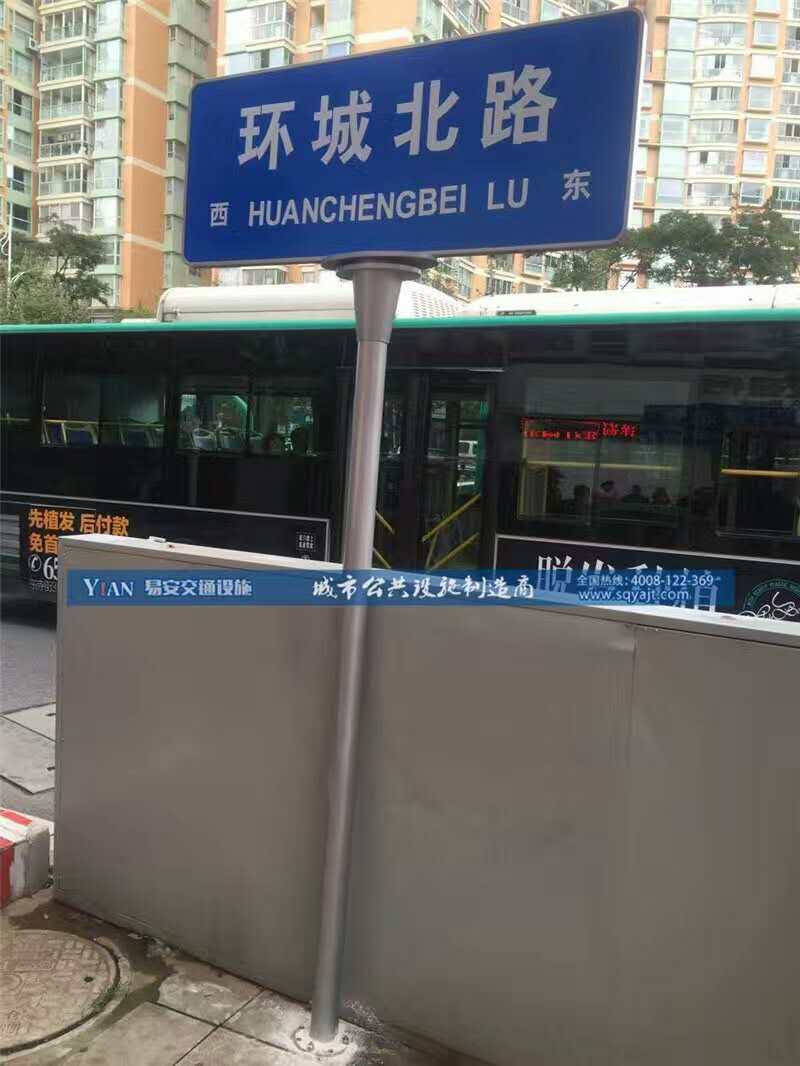 环城北路
西 HUANCHENGBEI LU 东
先植发 后付款
免首
YIAN 易安交通设施 城市公共设施制造商 全国热线: 4008-122-369
www.sqyajt.com